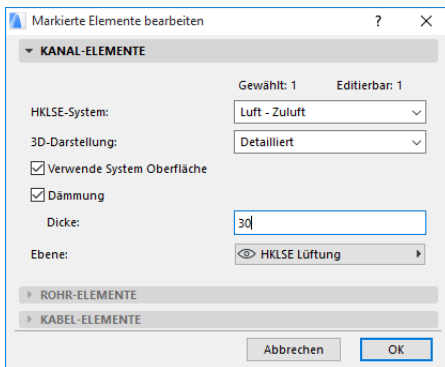 Markierte Elemente bearbeiten ? ×
KANAL-ELEMENTE
Gewählt: 1 Editierbar: 1
HKLSE-System: Luft - Zuluft
3D-Darstellung: Detailliert
Verwende System Oberfläche
Dämmung
Dicke: 30
Ebene: HKLSE Lüftung
ROHR-ELEMENTE
KABEL-ELEMENTE
Abbrechen OK